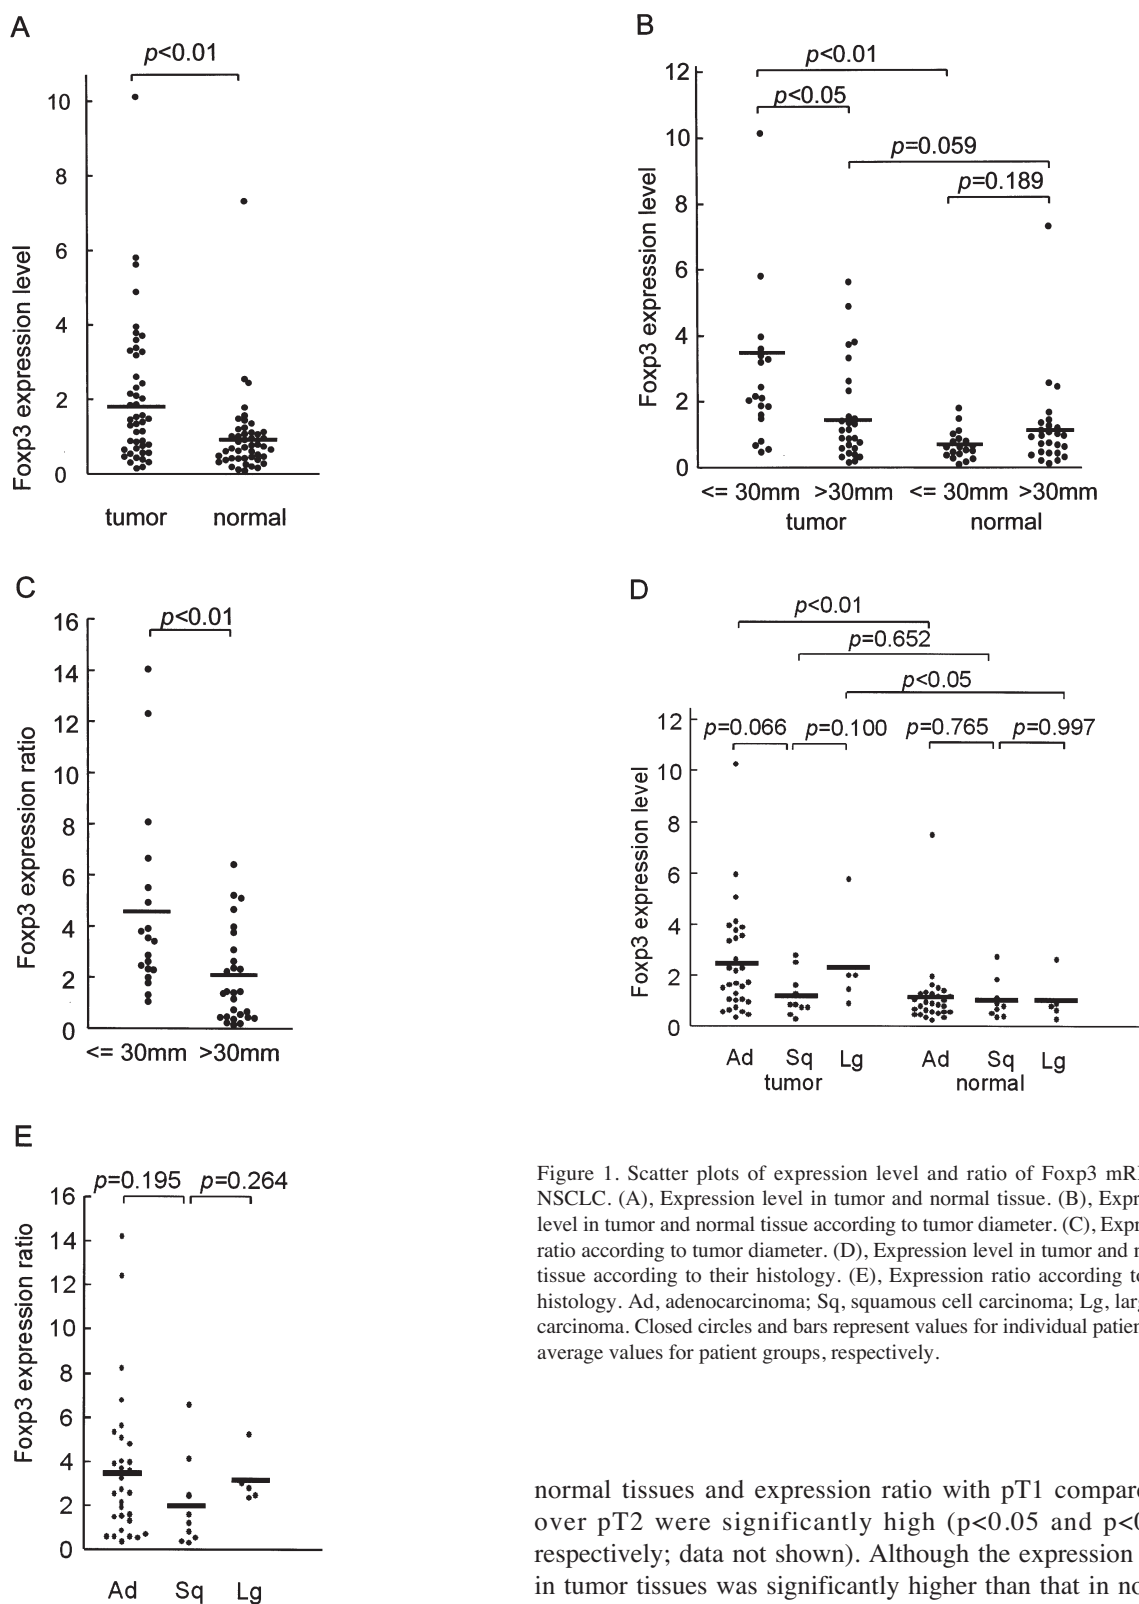 A
p<0.01
10
8
6
4
2
0
Foxp3 expression level
tumor normal
B
p<0.01
p<0.05
p=0.059
p=0.189
12
10
8
6
4
2
0
Foxp3 expression level
<= 30mm >30mm <= 30mm >30mm
tumor normal
C
p<0.01
16
14
12
10
8
6
4
2
0
Foxp3 expression ratio
<= 30mm >30mm
D
p<0.01
p=0.652
p<0.05
p=0.066 p=0.100 p=0.765 p=0.997
12
10
8
6
4
2
0
Foxp3 expression level
Ad Sq Lg Ad Sq Lg
tumor normal
E
p=0.195 p=0.264
16
14
12
10
8
6
4
2
0
Foxp3 expression ratio
Ad Sq Lg
Figure 1. Scatter plots of expression level and ratio of Foxp3
NSCLC. (A), Expression level in tumor and normal tissue. (B),
level in tumor and normal tissue according to tumor diameter. (C),
ratio according to tumor diameter. (D), Expression level in tumor and
tissue according to their histology. (E), Expression ratio according
histology. Ad, adenocarcinoma; Sq, squamous cell carcinoma; Lg,
carcinoma. Closed circles and bars represent values for individual
average values for patient groups, respectively.
normal tissues and expression ratio with pT1
over pT2 were significantly high (p<0.05 and
respectively; data not shown). Although the expression
in tumor tissues was significantly higher than that in